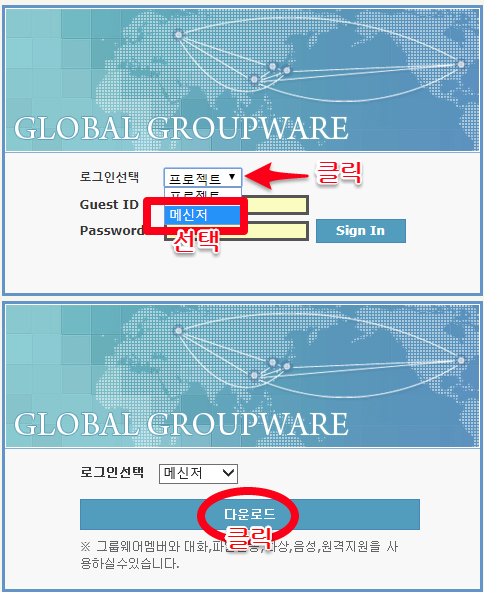 GLOBAL GROUPWARE
로그인선택 프로젝트 클릭
프로젝트
Guest ID
메신저
Password 선택 Sign In
GLOBAL GROUPWARE
로그인선택 메신저
다운로드
클릭
※ 그룹웨어멤버와 대화,파 상,음성,원격지원을 사
용하실수있습니다.